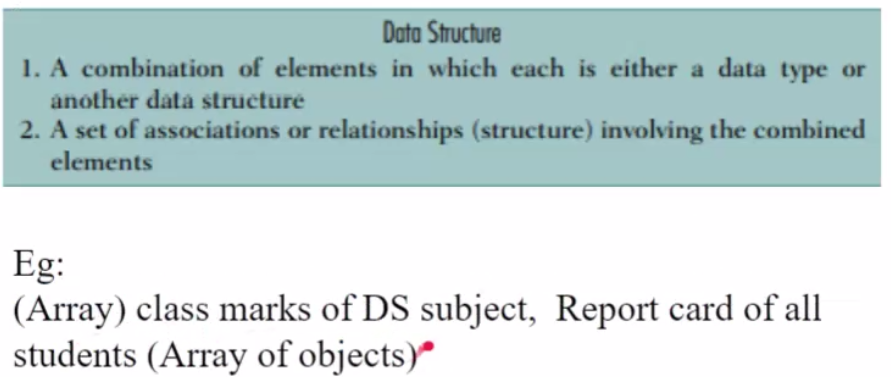 Data Structure
1. A combination of elements in which each is either a data type or
another data structure
2. A set of associations or relationships (structure) involving the combined
elements
Eg:
(Array) class marks of DS subject, Report card of all
students (Array of objects)